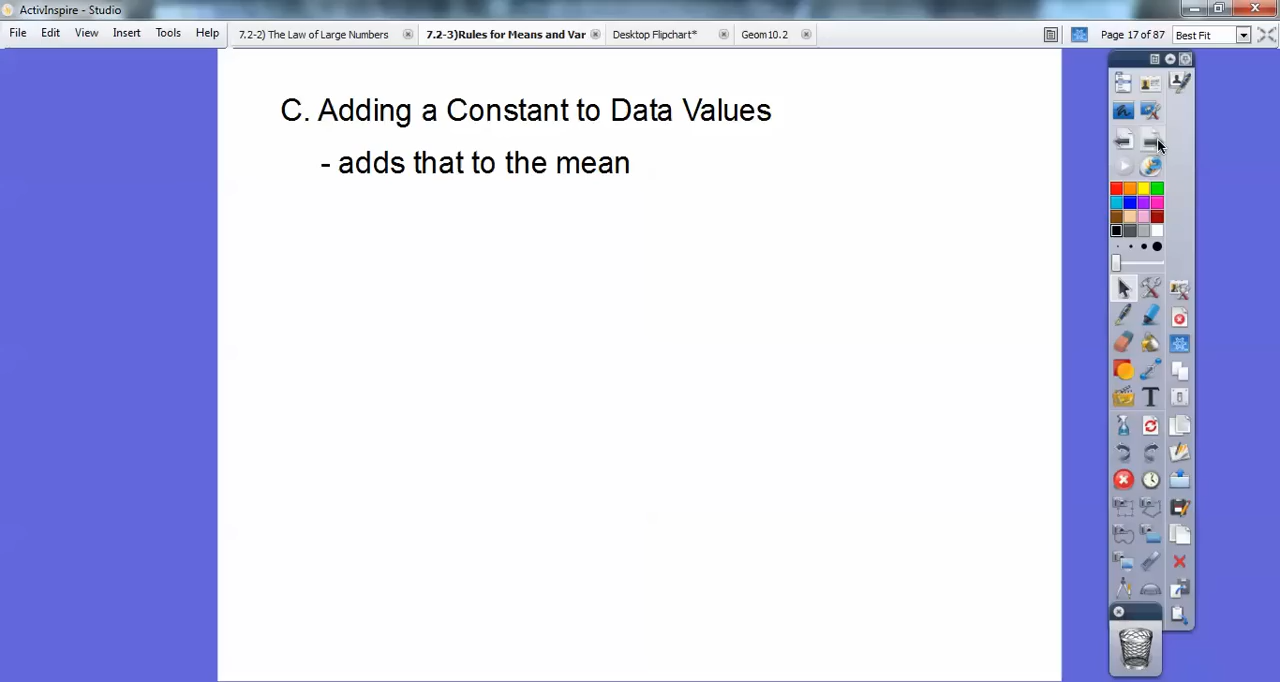 ActivInspire - Studio
File Edit View Insert Tools Help
7.2-2) The Law of Large Numbers
7.2-3)Rules for Means and Var
Desktop Flipchart*
Geom10.2
Page 17 of 87
Best Fit
C. Adding a Constant to Data Values
- adds that to the mean